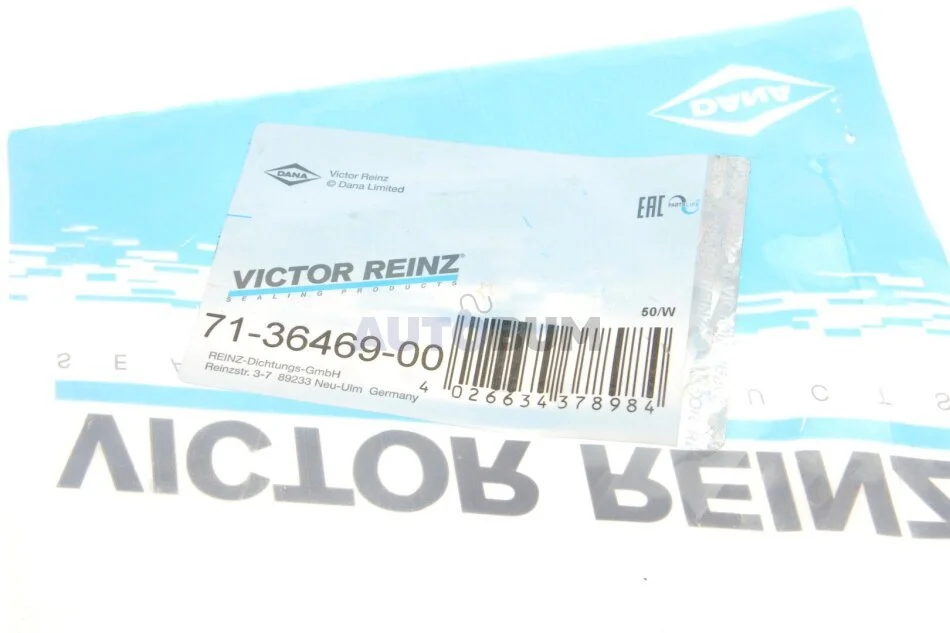 DANA
DANA
Victor Reinz
© Dana Limited
EAC
VICTOR REINZ®
SEALING PRODUCTS
50/W
71-36469-00
AUTOBUM
REINZ-Dichtungs-GmbH
Reinzstr. 3-7 89233 Neu-Ulm Germany
4 026634 378984
VICTOR REINZ